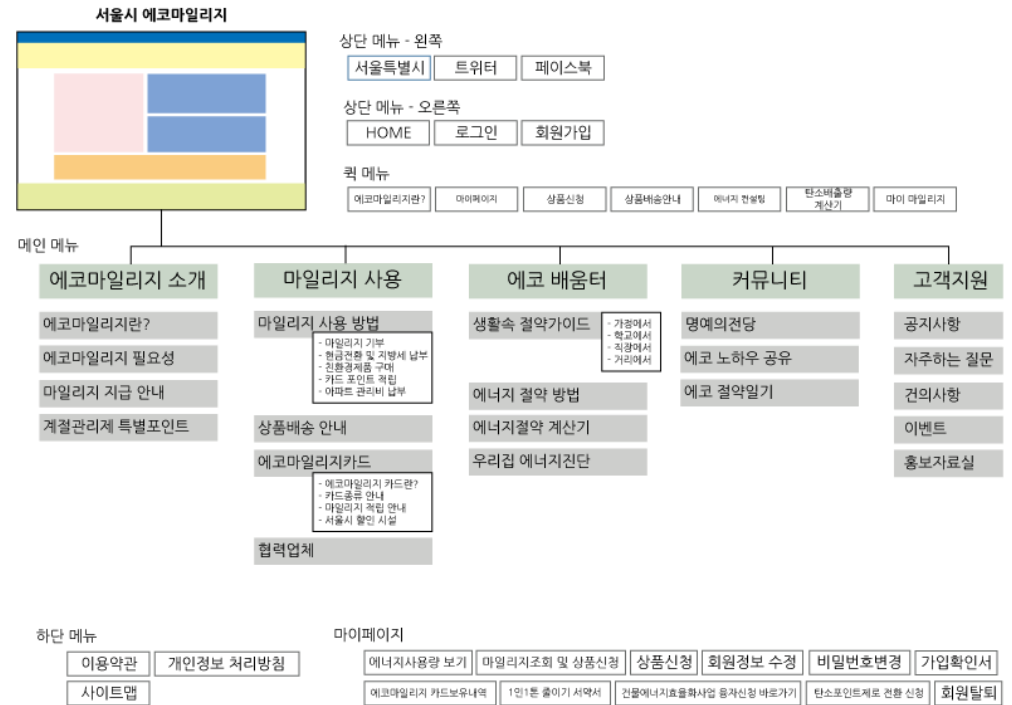 서울시 에코마일리지
상단 메뉴 - 왼쪽
서울특별시 트위터 페이스북
상단 메뉴 - 오른쪽
HOME 로그인 회원가입
퀵 메뉴
에코마일리지란? 마이페이지 상품신청 상품배송안내 에너지 컨설팅 탄소배출량 계산기 마이 마일리지
메인 메뉴
에코마일리지 소개
에코마일리지란?
에코마일리지 필요성
마일리지 지급 안내
계절관리제 특별포인트
마일리지 사용
마일리지 사용 방법
- 마일리지 기부
- 현금전환 및 지방세 납부
- 친환경제품 구매
- 카드 포인트 적립
- 아파트 관리비 납부
상품배송 안내
에코마일리지카드
- 에코마일리지 카드란?
- 카드종류 안내
- 마일리지 적립 안내
- 서울시 할인 시설
협력업체
에코 배움터
생활속 절약가이드
- 가정에서
- 학교에서
- 직장에서
- 거리에서
에너지 절약 방법
에너지절약 계산기
우리집 에너지진단
커뮤니티
명예의전당
에코 노하우 공유
에코 절약일기
고객지원
공지사항
자주하는 질문
건의사항
이벤트
홍보자료실
하단 메뉴
이용약관 개인정보 처리방침
사이트맵
마이페이지
에너지사용량 보기 마일리지조회 및 상품신청 상품신청 회원정보 수정 비밀번호변경 가입확인서
에코마일리지 카드보유내역 1인1톤 줄이기 서약서 건물에너지효율화사업 융자신청 바로가기 탄소포인트제로 전환 신청 회원탈퇴